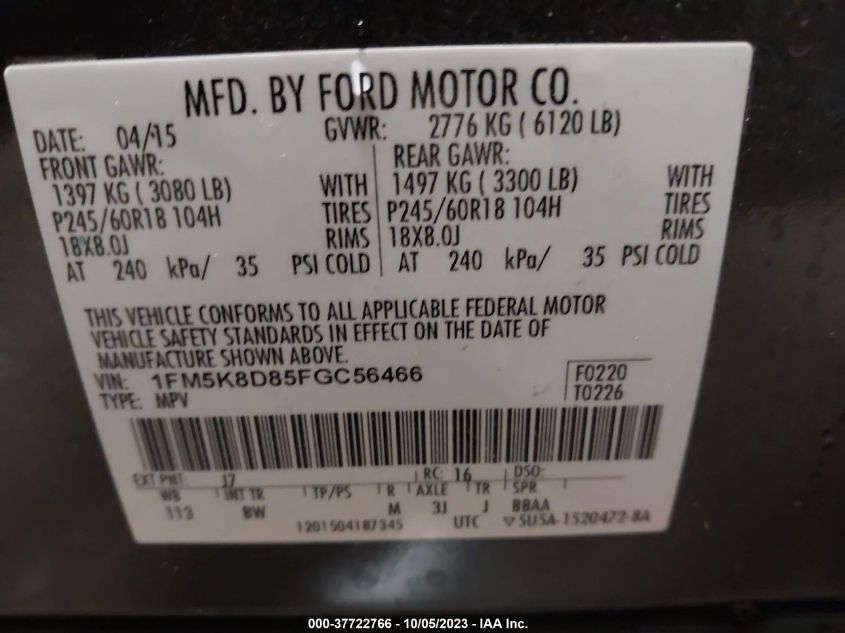 MFD. BY FORD MOTOR CO.
DATE: 04/15 GVWR: 2776 KG ( 6120 LB)
FRONT GAWR: REAR GAWR:
1397 KG ( 3080 LB) WITH 1497 KG ( 3300 LB) WITH
P245/60R18 104H TIRES P245/60R18 104H TIRES
18X8.0J RIMS 18X8.0J RIMS
AT 240 kPa/ 35 PSI COLD AT 240 kPa/ 35 PSI COLD
THIS VEHICLE CONFORMS TO ALL APPLICABLE FEDERAL MOTOR
VEHICLE SAFETY STANDARDS IN EFFECT ON THE DATE OF
MANUFACTURE SHOWN ABOVE.
VIN: 1FM5K8D85FGC56466 F0220
TYPE: MPV T0226
EXT PNT: J7 RC: 16 DSO:
WB INT TR TP/PS R AXLE TR SPR
113 BW M 3J J BBAA
1201504187345 UTC ▽5U5A-1520472-BA
000-37722766 - 10/05/2023 - IAA Inc.